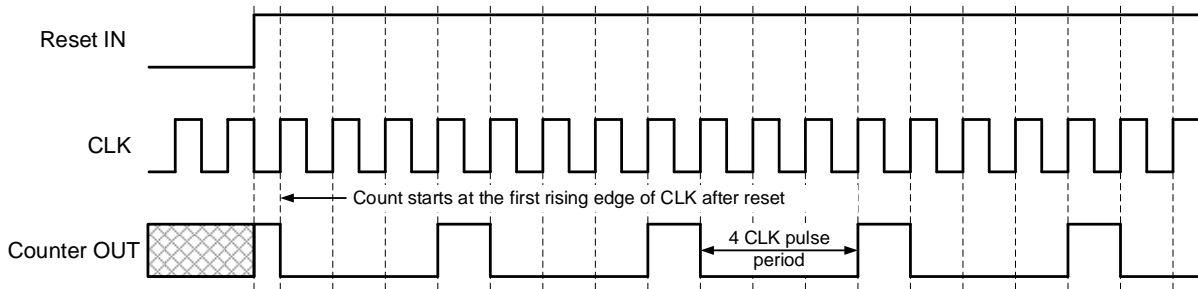 Reset IN
CLK
Count starts at the first rising edge of CLK after reset
Counter OUT
4 CLK pulse
period